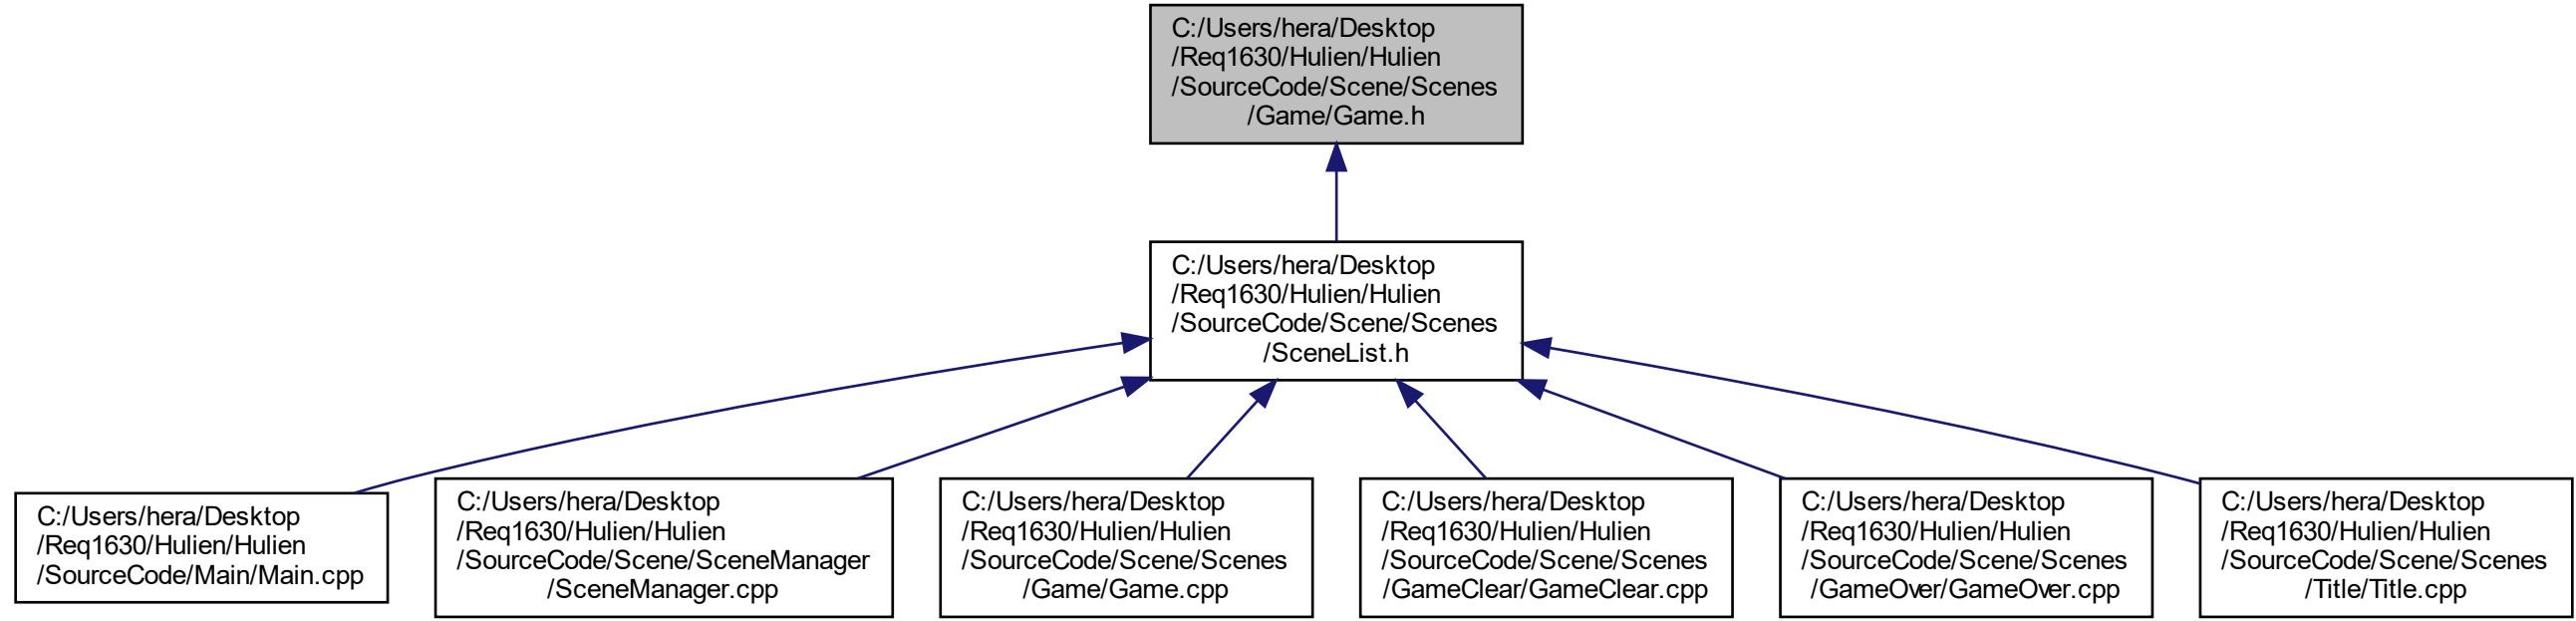 C:/Users/hera/Desktop
/Req1630/Hulien/Hulien
/SourceCode/Scene/Scenes
/Game/Game.h
C:/Users/hera/Desktop
/Req1630/Hulien/Hulien
/SourceCode/Scene/Scenes
/SceneList.h
C:/Users/hera/Desktop
/Req1630/Hulien/Hulien
/SourceCode/Main/Main.cpp
C:/Users/hera/Desktop
/Req1630/Hulien/Hulien
/SourceCode/Scene/SceneManager
/SceneManager.cpp
C:/Users/hera/Desktop
/Req1630/Hulien/Hulien
/SourceCode/Scene/Scenes
/Game/Game.cpp
C:/Users/hera/Desktop
/Req1630/Hulien/Hulien
/SourceCode/Scene/Scenes
/GameClear/GameClear.cpp
C:/Users/hera/Desktop
/Req1630/Hulien/Hulien
/SourceCode/Scene/Scenes
/GameOver/GameOver.cpp
C:/Users/hera/Desktop
/Req1630/Hulien/Hulien
/SourceCode/Scene/Scenes
/Title/Title.cpp